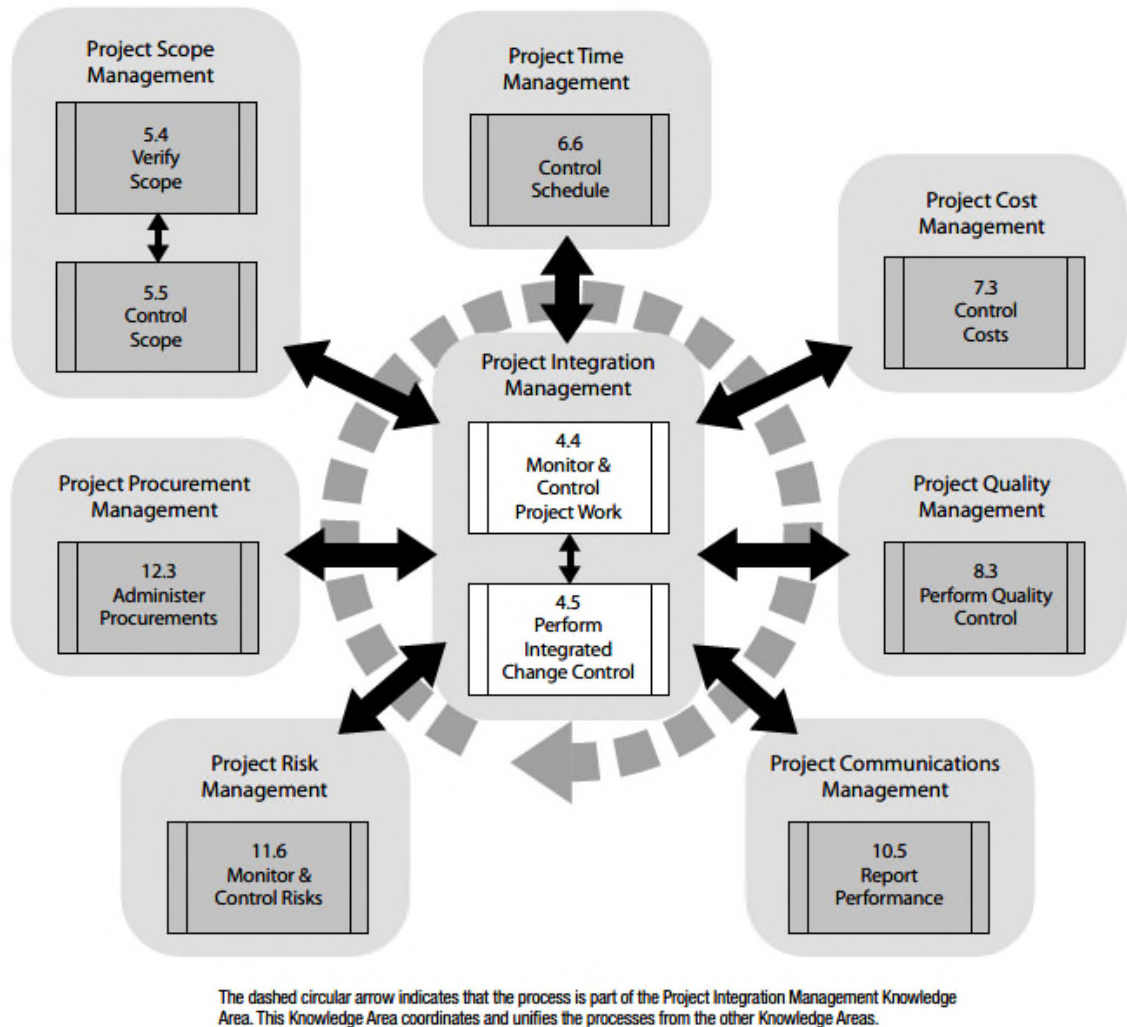 Project Scope
Management
5.4
Verify
Scope
5.5
Control
Scope
Project Time
Management
6.6
Control
Schedule
Project Cost
Management
7.3
Control
Costs
Project Integration
Management
4.4
Monitor &
Control
Project Work
4.5
Perform
Integrated
Change Control
Project Procurement
Management
12.3
Administer
Procurements
Project Quality
Management
8.3
Perform Quality
Control
Project Risk
Management
11.6
Monitor &
Control Risks
Project Communications
Management
10.5
Report
Performance
The dashed circular arrow indicates that the process is part of the Project Integration Management Knowledge
Area. This Knowledge Area coordinates and unifies the processes from the other Knowledge Areas.